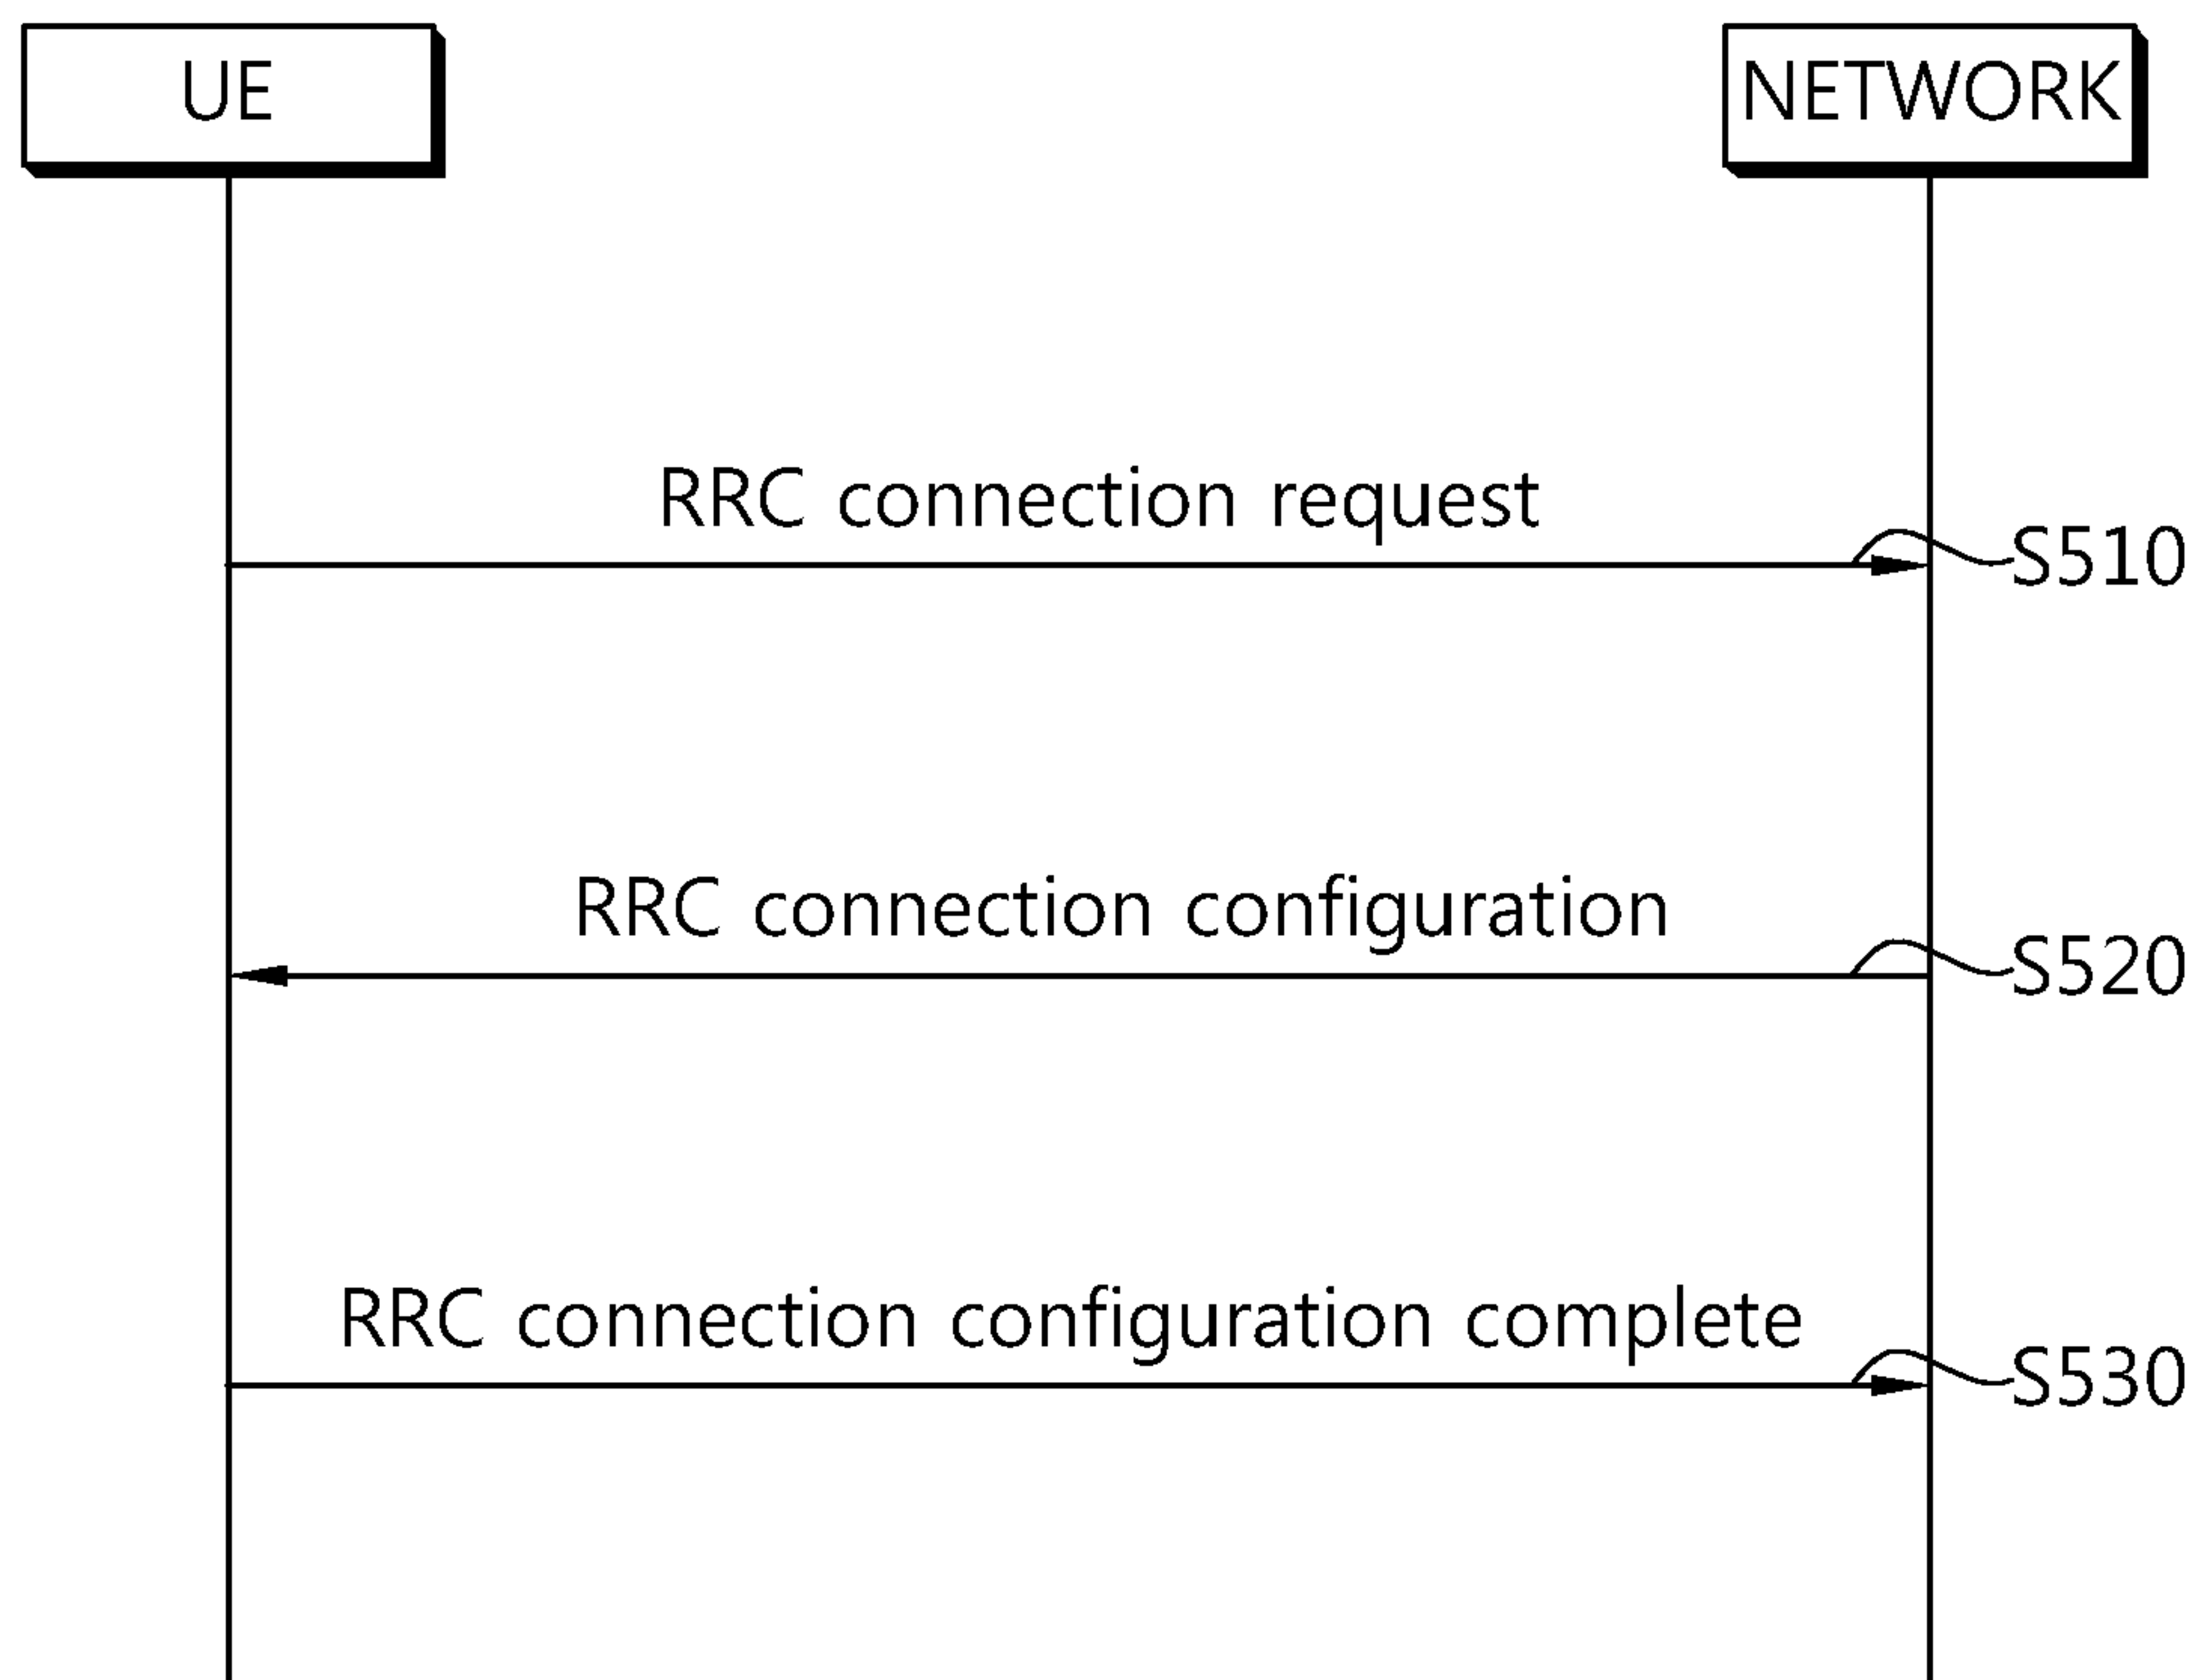 UE
NETWORK
RRC connection request
S510
RRC connection configuration
S520
RRC connection configuration complete
S530